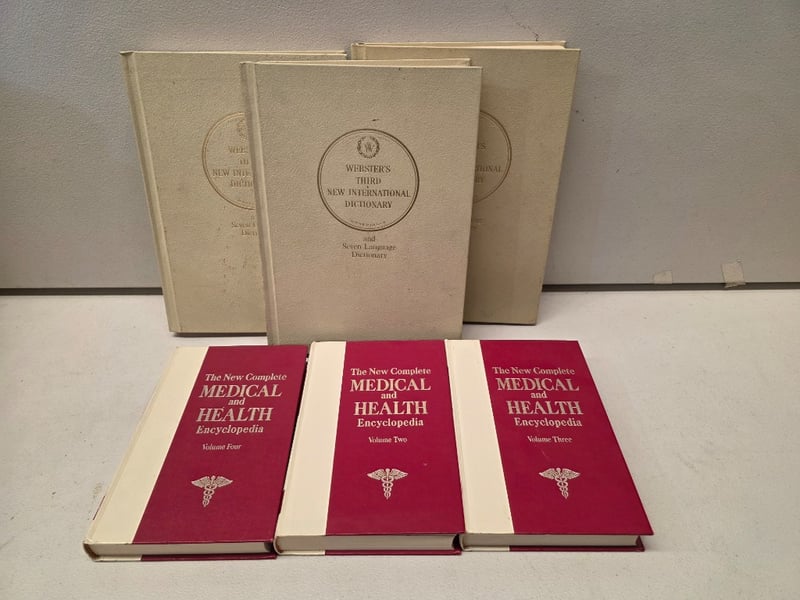 WEBSTER'S
THIRD
NEW INTERNATIONAL
DICTIONARY
and
Seven Language
Dictionary
The New Complete
MEDICAL
and
HEALTH
Encyclopedia
Volume Four
The New Complete
MEDICAL
and
HEALTH
Encyclopedia
Volume Two
The New Complete
MEDICAL
and
HEALTH
Encyclopedia
Volume Three